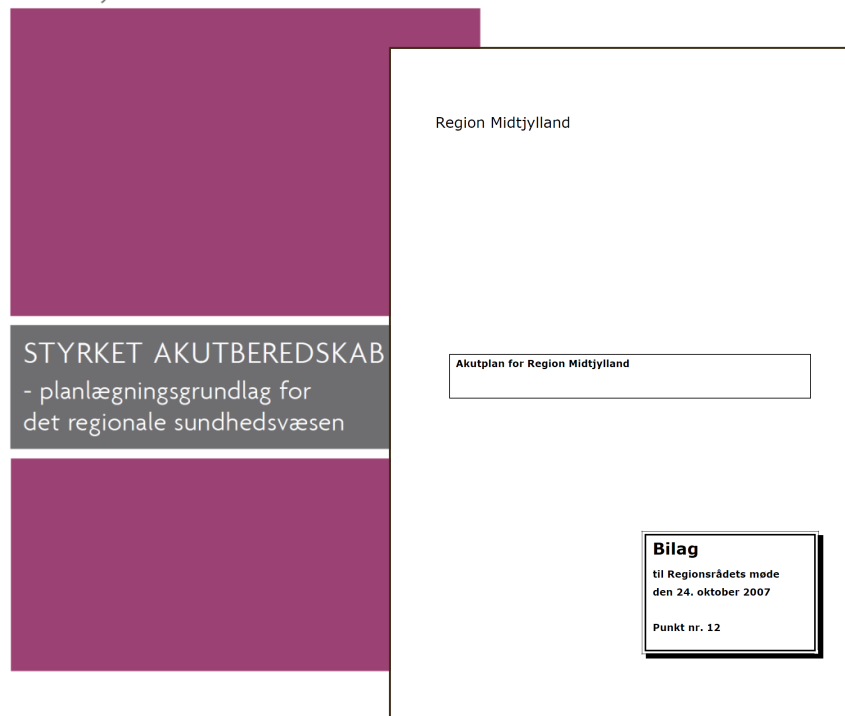 STYRKET AKUTBEREDSKAB
- planlægningsgrundlag for
det regionale sundhedsvæsen
Region Midtjylland
Akutplan for Region Midtjylland
Bilag
til Regionsrådets møde
den 24. oktober 2007
Punkt nr. 12